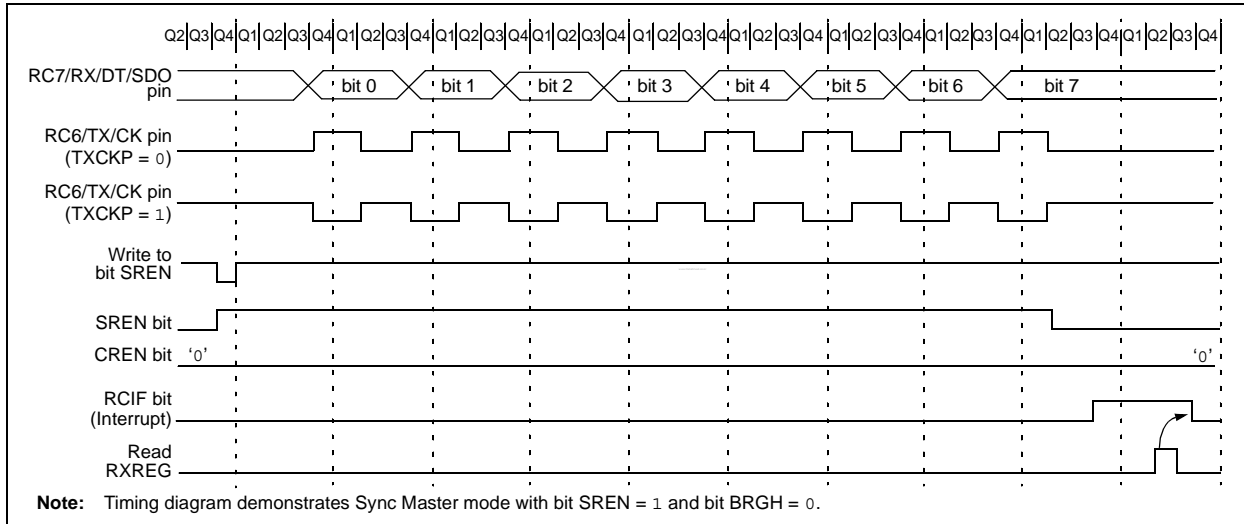 Q2 Q3 Q4 Q1 Q2 Q3 Q4 Q1 Q2 Q3 Q4 Q1 Q2 Q3 Q4 Q1 Q2 Q3 Q4 Q1 Q2 Q3 Q4 Q1 Q2 Q3 Q4 Q1 Q2 Q3 Q4 Q1 Q2 Q3 Q4 Q1 Q2 Q3 Q4 Q1 Q2 Q3 Q4
RC7/RX/DT/SDO
pin
bit 0 bit 1 bit 2 bit 3 bit 4 bit 5 bit 6 bit 7
RC6/TX/CK pin
(TXCKP = 0)
RC6/TX/CK pin
(TXCKP = 1)
Write to
bit SREN
SREN bit
CREN bit ‘0’ ‘0’
RCIF bit
(Interrupt)
Read
RXREG
Note: Timing diagram demonstrates Sync Master mode with bit SREN = 1 and bit BRGH = 0.